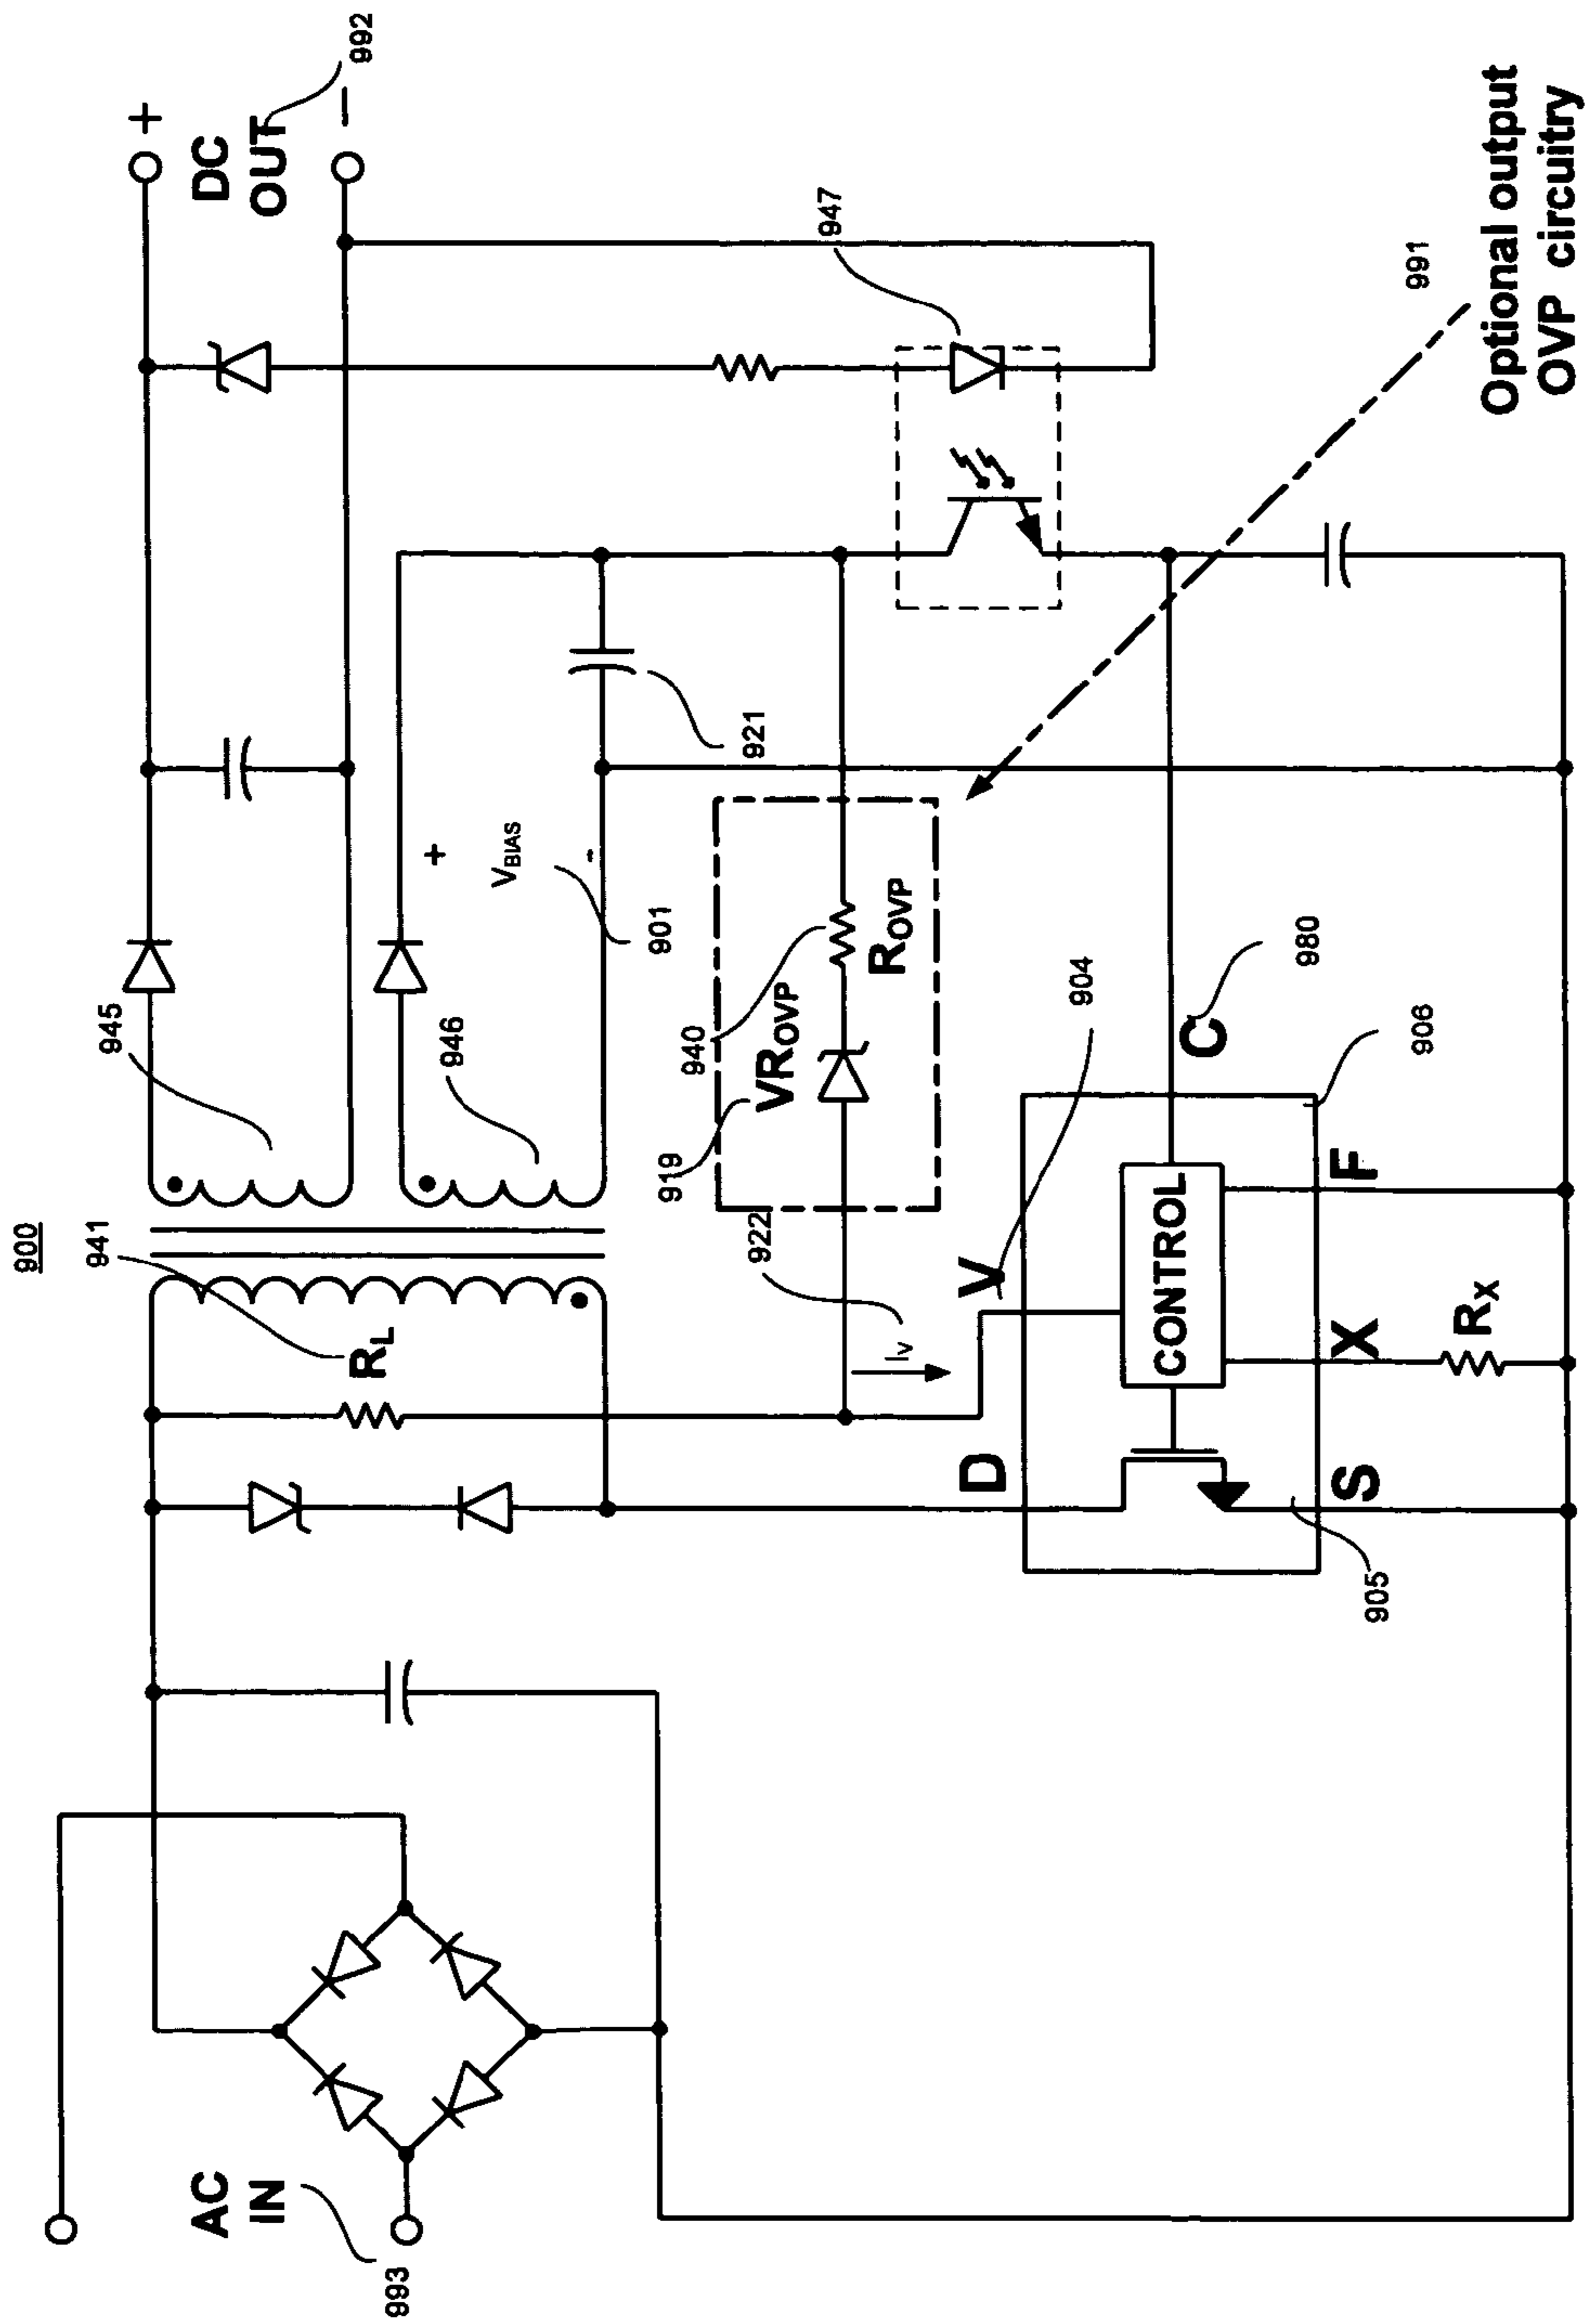 900
AC
IN
993
941
R_L
945
946
+
V_BIAS
-
901
921
+
DC
OUT
-
992
947
919
VR_OVP
940
R_OVP
922
I_V
991
Optional output
OVP circuitry
D
V
904
CONTROL
C
980
906
905
S
X
F
R_X